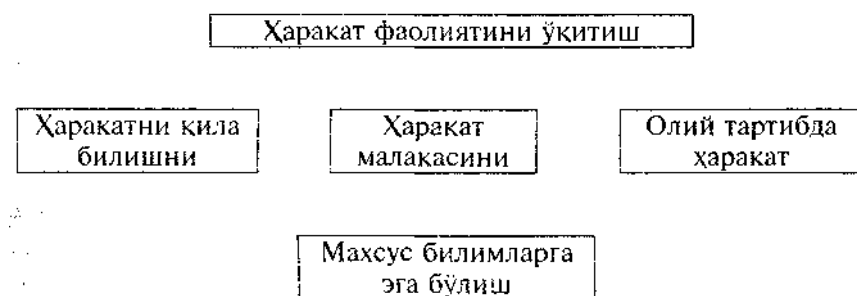 Ҳаракат фаолиятини ўқитиш
Ҳаракатни қила
билишни
Ҳаракат
малакасини
Олий тартибда
ҳаракат
Махсус билимларга
эга бўлиш